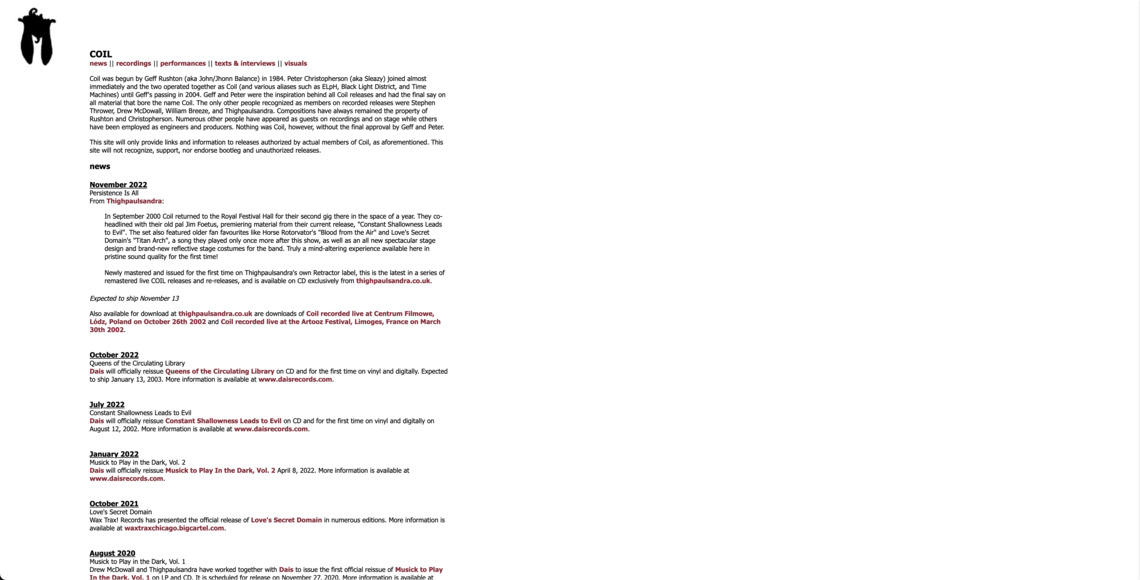 COIL
news || recordings || performances || texts & interviews || visuals
Coil was begun by Geff Rushton (aka John/Jhonn Balance) in 1984. Peter Christopherson (aka Sleazy) joined almost
immediately and the two operated together as Coil (and various aliases such as ELpH, Black Light District, and Time
Machines) until Geff's passing in 2004. Geff and Peter were the inspiration behind all Coil releases and had the final say on
all material that bore the name Coil. The only other people recognized as members on recorded releases were Stephen
Thrower, Drew McDowall, William Breeze, and Thighpaulsandra. Compositions have always remained the property of
Rushton and Christopherson. Numerous other people have appeared as guests on recordings and on stage while others
have been employed as engineers and producers. Nothing was Coil, however, without the final approval by Geff and Peter.
This site will only provide links and information to releases authorized by actual members of Coil, as aforementioned. This
site will not recognize, support, nor endorse bootleg and unauthorized releases.
news
November 2022
Persistence Is All
From Thighpaulsandra:
In September 2000 Coil returned to the Royal Festival Hall for their second gig there in the space of a year. They co-
headlined with their old pal Jim Foetus, premiering material from their current release, "Constant Shallowness Leads
to Evil". The set also featured older fan favourites like Horse Rotorvator's "Blood from the Air" and Love's Secret
Domain's "Titan Arch", a song they played only once more after this show, as well as an all new spectacular stage
design and brand-new reflective stage costumes for the band. Truly a mind-altering experience available here in
pristine sound quality for the first time!
Newly mastered and issued for the first time on Thighpaulsandra's own Retractor label, this is the latest in a series of
remastered live COIL releases and re-releases, and is available on CD exclusively from thighpaulsandra.co.uk.
Expected to ship November 13
Also available for download at thighpaulsandra.co.uk are downloads of Coil recorded live at Centrum Filmowe,
Lódz, Poland on October 26th 2002 and Coil recorded live at the Artooz Festival, Limoges, France on March
30th 2002.
October 2022
Queens of the Circulating Library
Dais will officially reissue Queens of the Circulating Library on CD and for the first time on vinyl and digitally. Expected
to ship January 13, 2003. More information is available at www.daisrecords.com.
July 2022
Constant Shallowness Leads to Evil
Dais will officially reissue Constant Shallowness Leads to Evil on CD and for the first time on vinyl and digitally on
August 12, 2002. More information is available at www.daisrecords.com.
January 2022
Musick to Play in the Dark, Vol. 2
Dais will officially reissue Musick to Play In the Dark, Vol. 2 April 8, 2022. More information is available at
www.daisrecords.com.
October 2021
Love's Secret Domain
Wax Trax! Records has presented the official release of Love's Secret Domain in numerous editions. More information is
available at waxtraxchicago.bigcartel.com.
August 2020
Musick to Play in the Dark, Vol. 1
Drew McDowall and Thighpaulsandra have worked together with Dais to issue the first official reissue of Musick to Play
In the Dark, Vol. 1 on LP and CD. It is scheduled for release on November 27, 2020. More information is available at